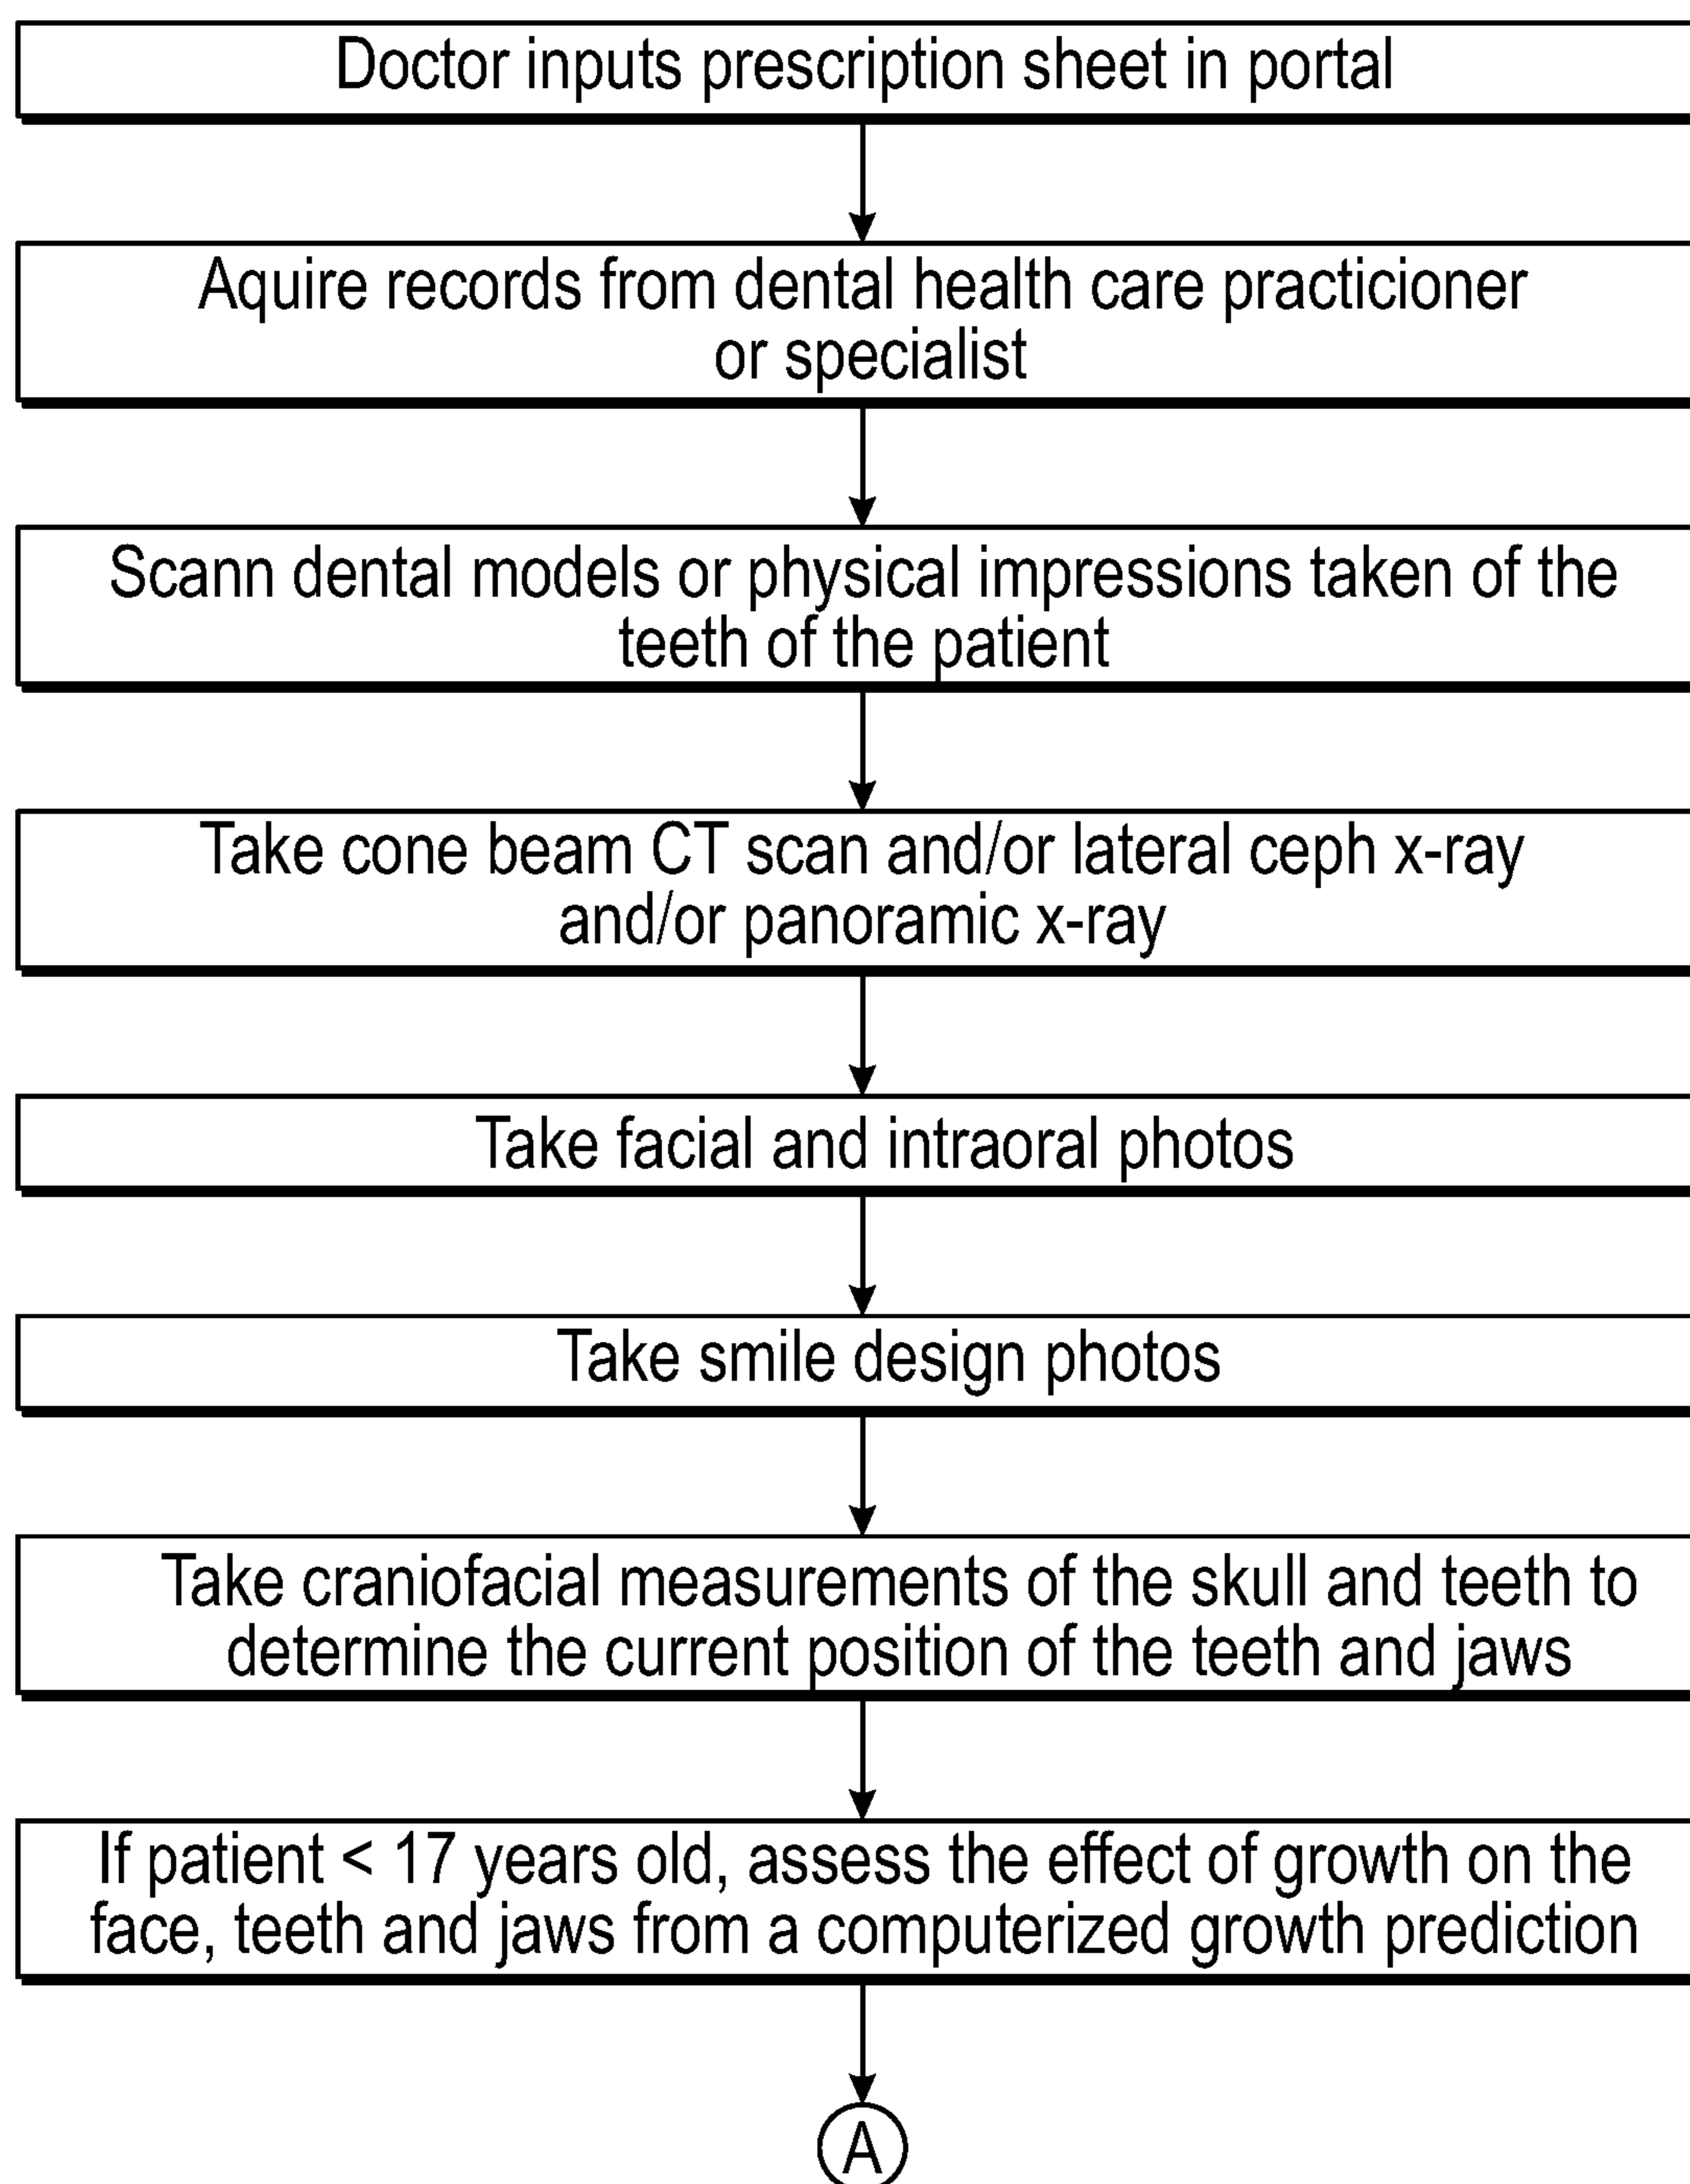 Doctor inputs prescription sheet in portal
Aquire records from dental health care practicioner
or specialist
Scann dental models or physical impressions taken of the
teeth of the patient
Take cone beam CT scan and/or lateral ceph x-ray
and/or panoramic x-ray
Take facial and intraoral photos
Take smile design photos
Take craniofacial measurements of the skull and teeth to
determine the current position of the teeth and jaws
If patient < 17 years old, assess the effect of growth on the
face, teeth and jaws from a computerized growth prediction
A